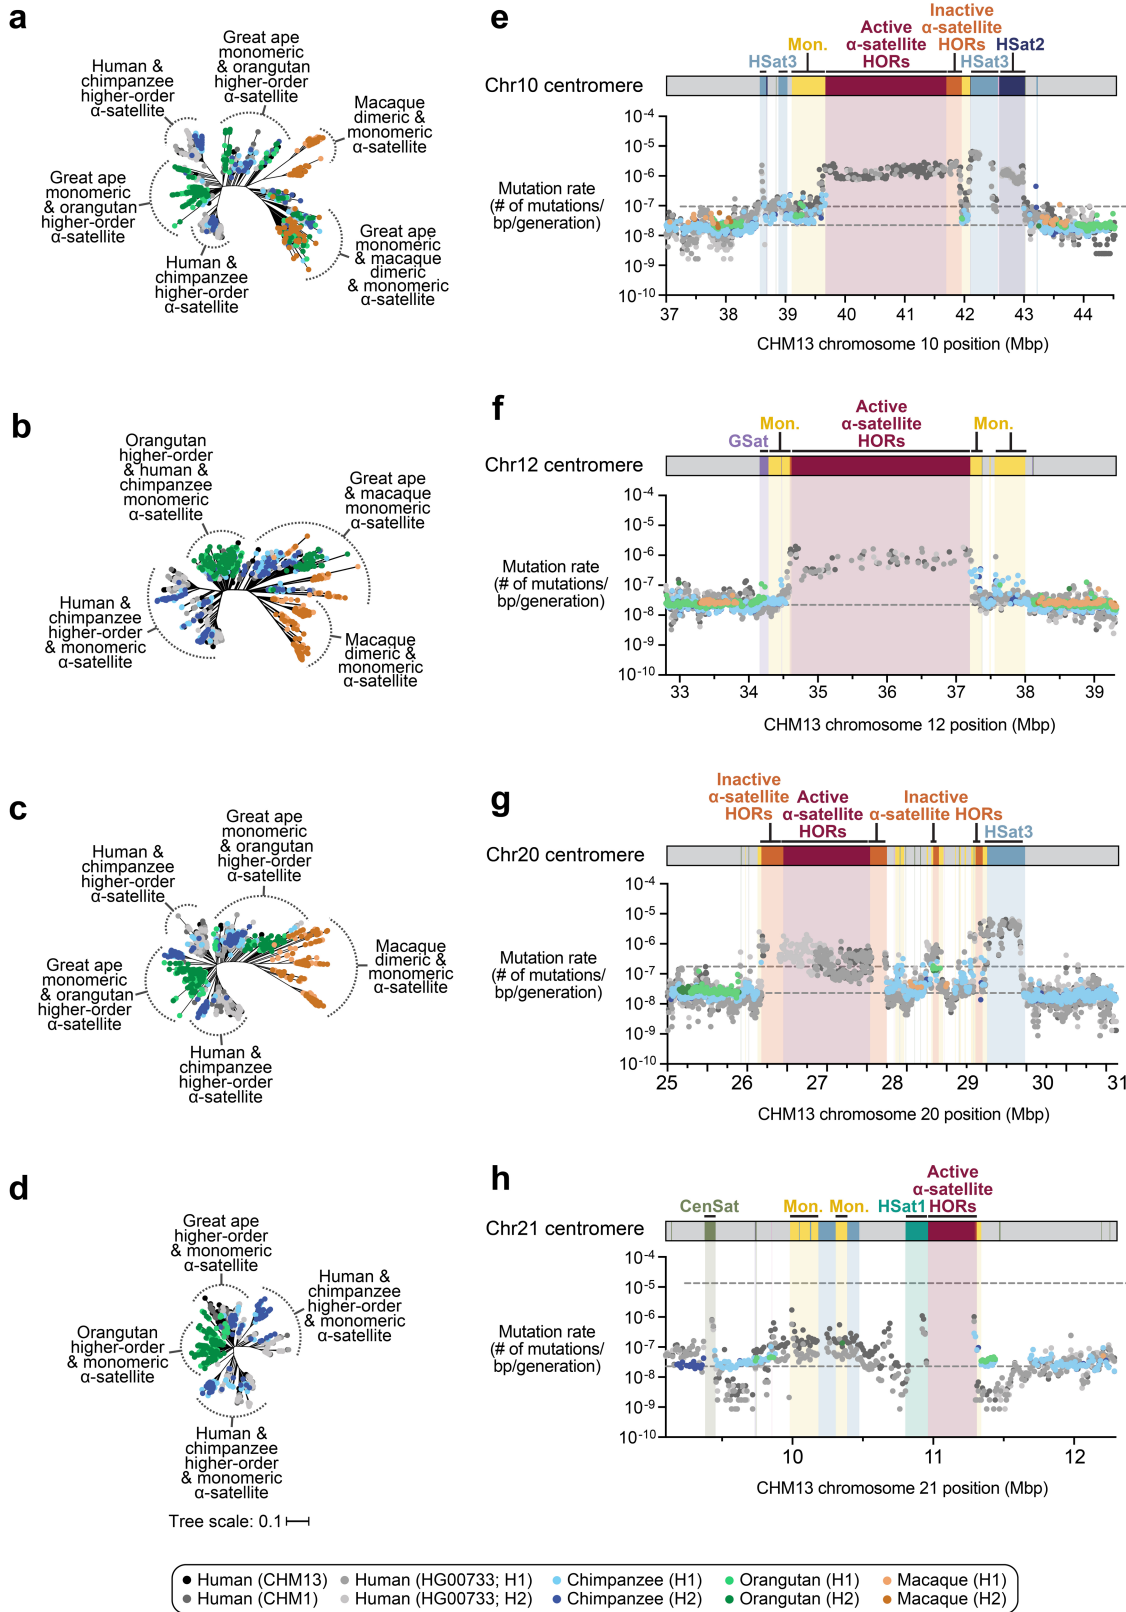 a
Human &
chimpanzee
higher-order
α-satellite
Great ape
monomeric
& orangutan
higher-order
α-satellite
Macaque
dimeric &
monomeric
α-satellite
Great ape
monomeric
& orangutan
higher-order
α-satellite
Human &
chimpanzee
higher-order
α-satellite
Great ape
monomeric
& macaque
dimeric
& monomeric
α-satellite
e
Inactive
α-satellite
HORs
Active
α-satellite
HORs
Mon.
HSat3
HSat3
HSat2
Chr10 centromere
Mutation rate
(# of mutations/
bp/generation)
10-4
10-5
10-6
10-7
10-8
10-9
10-10
37 38 39 40 41 42 43 44
CHM13 chromosome 10 position (Mbp)
b
Orangutan
higher-order
& human &
chimpanzee
monomeric
α-satellite
Great ape
& macaque
monomeric
α-satellite
Human &
chimpanzee
higher-order
& monomeric
α-satellite
Macaque
dimeric &
monomeric
α-satellite
f
Active
α-satellite
HORs
Mon.
Mon.
GSat
Chr12 centromere
Mutation rate
(# of mutations/
bp/generation)
10-4
10-5
10-6
10-7
10-8
10-9
10-10
33 34 35 36 37 38 39
CHM13 chromosome 12 position (Mbp)
c
Great ape
monomeric
& orangutan
higher-order
α-satellite
Human &
chimpanzee
higher-order
α-satellite
Great ape
monomeric
& orangutan
higher-order
α-satellite
Macaque
dimeric &
monomeric
α-satellite
Human &
chimpanzee
higher-order
α-satellite
g
Inactive
α-satellite
HORs
Active
α-satellite
HORs
Inactive
α-satellite HORs
HSat3
Chr20 centromere
Mutation rate
(# of mutations/
bp/generation)
10-4
10-5
10-6
10-7
10-8
10-9
10-10
25 26 27 28 29 30 31
CHM13 chromosome 20 position (Mbp)
d
Great ape
higher-order
& monomeric
α-satellite
Human &
chimpanzee
higher-order
& monomeric
α-satellite
Orangutan
higher-order
& monomeric
α-satellite
Human &
chimpanzee
higher-order
& monomeric
α-satellite
Tree scale: 0.1
h
Active
α-satellite
HORs
CenSat
Mon.
Mon.
HSat1
Chr21 centromere
Mutation rate
(# of mutations/
bp/generation)
10-4
10-5
10-6
10-7
10-8
10-9
10-10
10 11 12
CHM13 chromosome 21 position (Mbp)
Human (CHM13) Human (HG00733; H1) Chimpanzee (H1) Orangutan (H1) Macaque (H1)
Human (CHM1) Human (HG00733; H2) Chimpanzee (H2) Orangutan (H2) Macaque (H2)